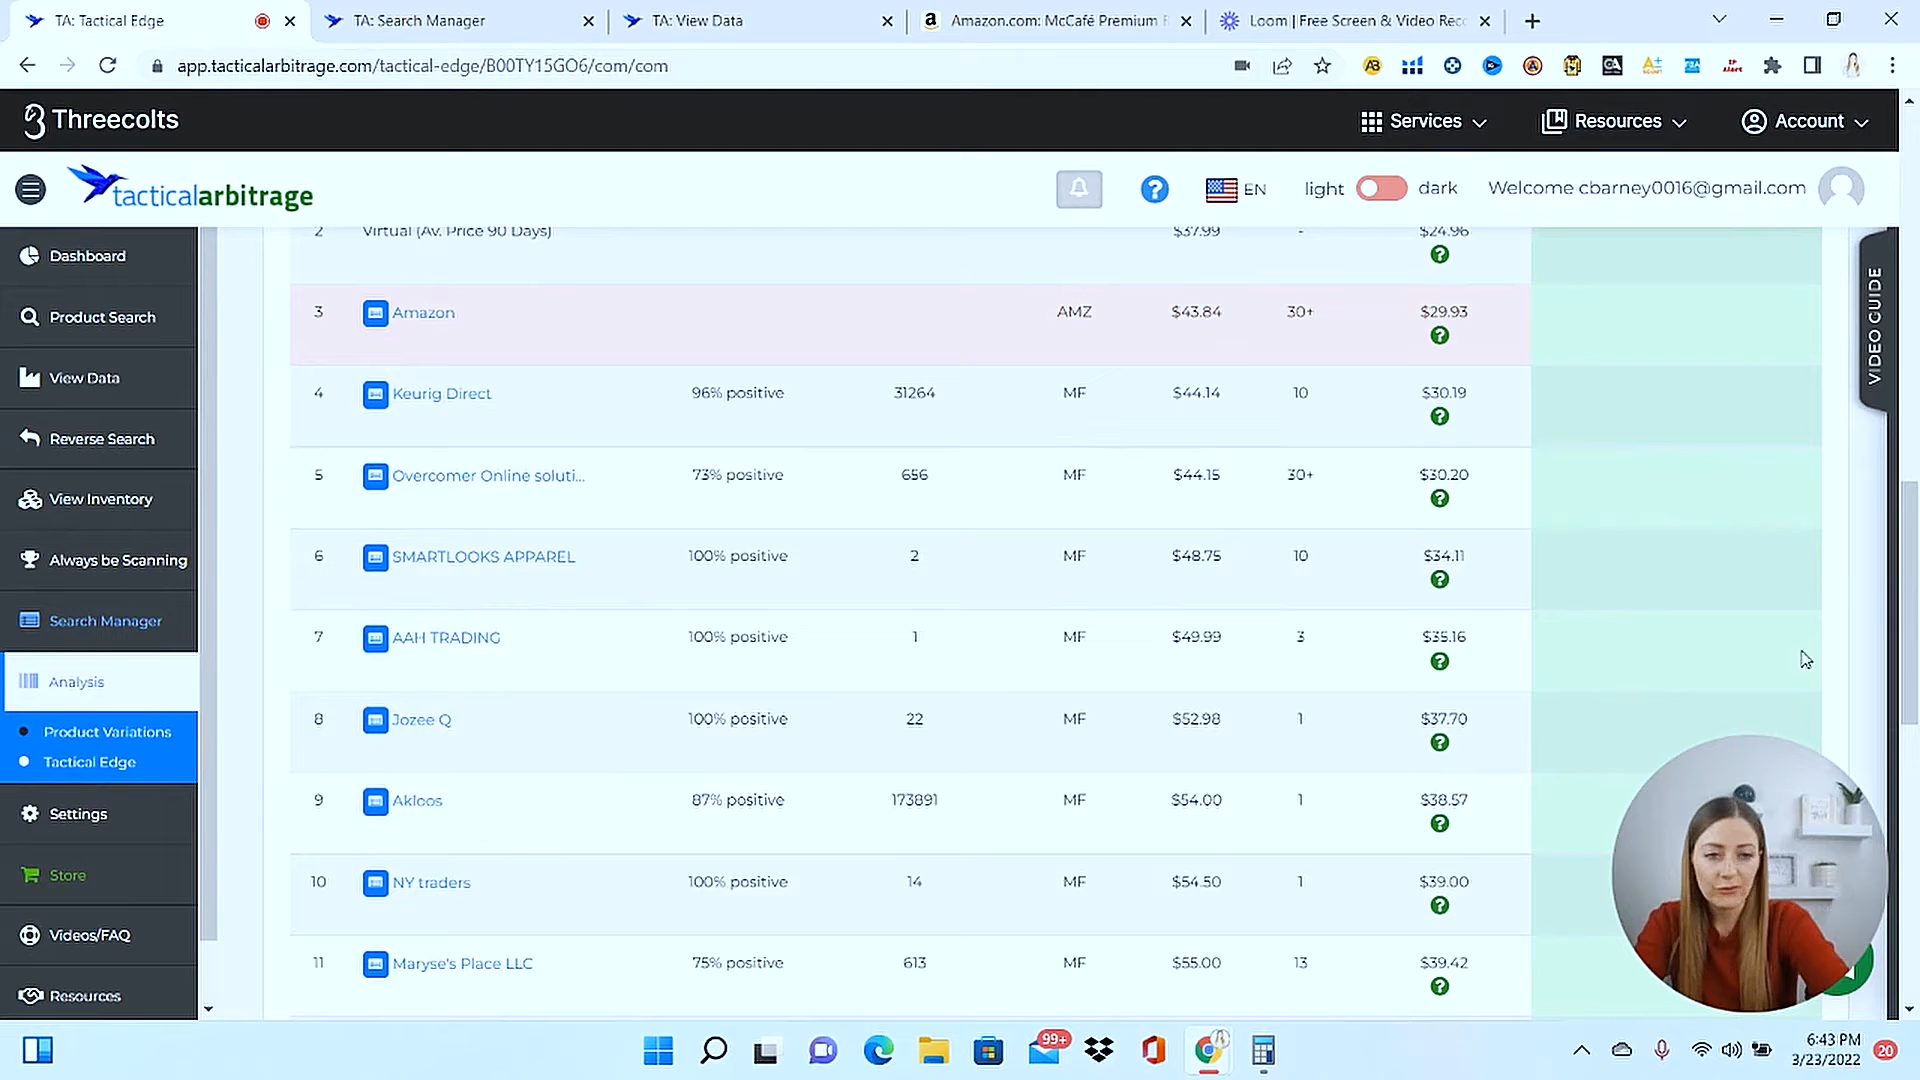 TA: Tactical Edge
TA: Search Manager
TA: View Data
Amazon.com: McCafé Premium
Loom | Free Screen & Video Rec
app.tacticalarbitrage.com/tactical-edge/B00TY15GO6/com/com
Threecolts
Services
Resources
Account
tacticalarbitrage
EN
light
dark
Welcome cbarney0016@gmail.com
Dashboard
Product Search
View Data
Reverse Search
View Inventory
Always be Scanning
Search Manager
Analysis
Product Variations
Tactical Edge
Settings
Store
Videos/FAQ
Resources
2 Virtual (Av. Price 90 Days) $37.99 - $24.96
3 Amazon AMZ $43.84 30+ $29.93
4 Keurig Direct 96% positive 31264 MF $44.14 10 $30.19
5 Overcomer Online soluti... 73% positive 656 MF $44.15 30+ $30.20
6 SMARTLOOKS APPAREL 100% positive 2 MF $48.75 10 $34.11
7 AAH TRADING 100% positive 1 MF $49.99 3 $35.16
8 Jozee Q 100% positive 22 MF $52.98 1 $37.70
9 Akloos 87% positive 173891 MF $54.00 1 $38.57
10 NY traders 100% positive 14 MF $54.50 1 $39.00
11 Maryse's Place LLC 75% positive 613 MF $55.00 13 $39.42
VIDEO GUIDE
99+
6:43 PM
3/23/2022
20